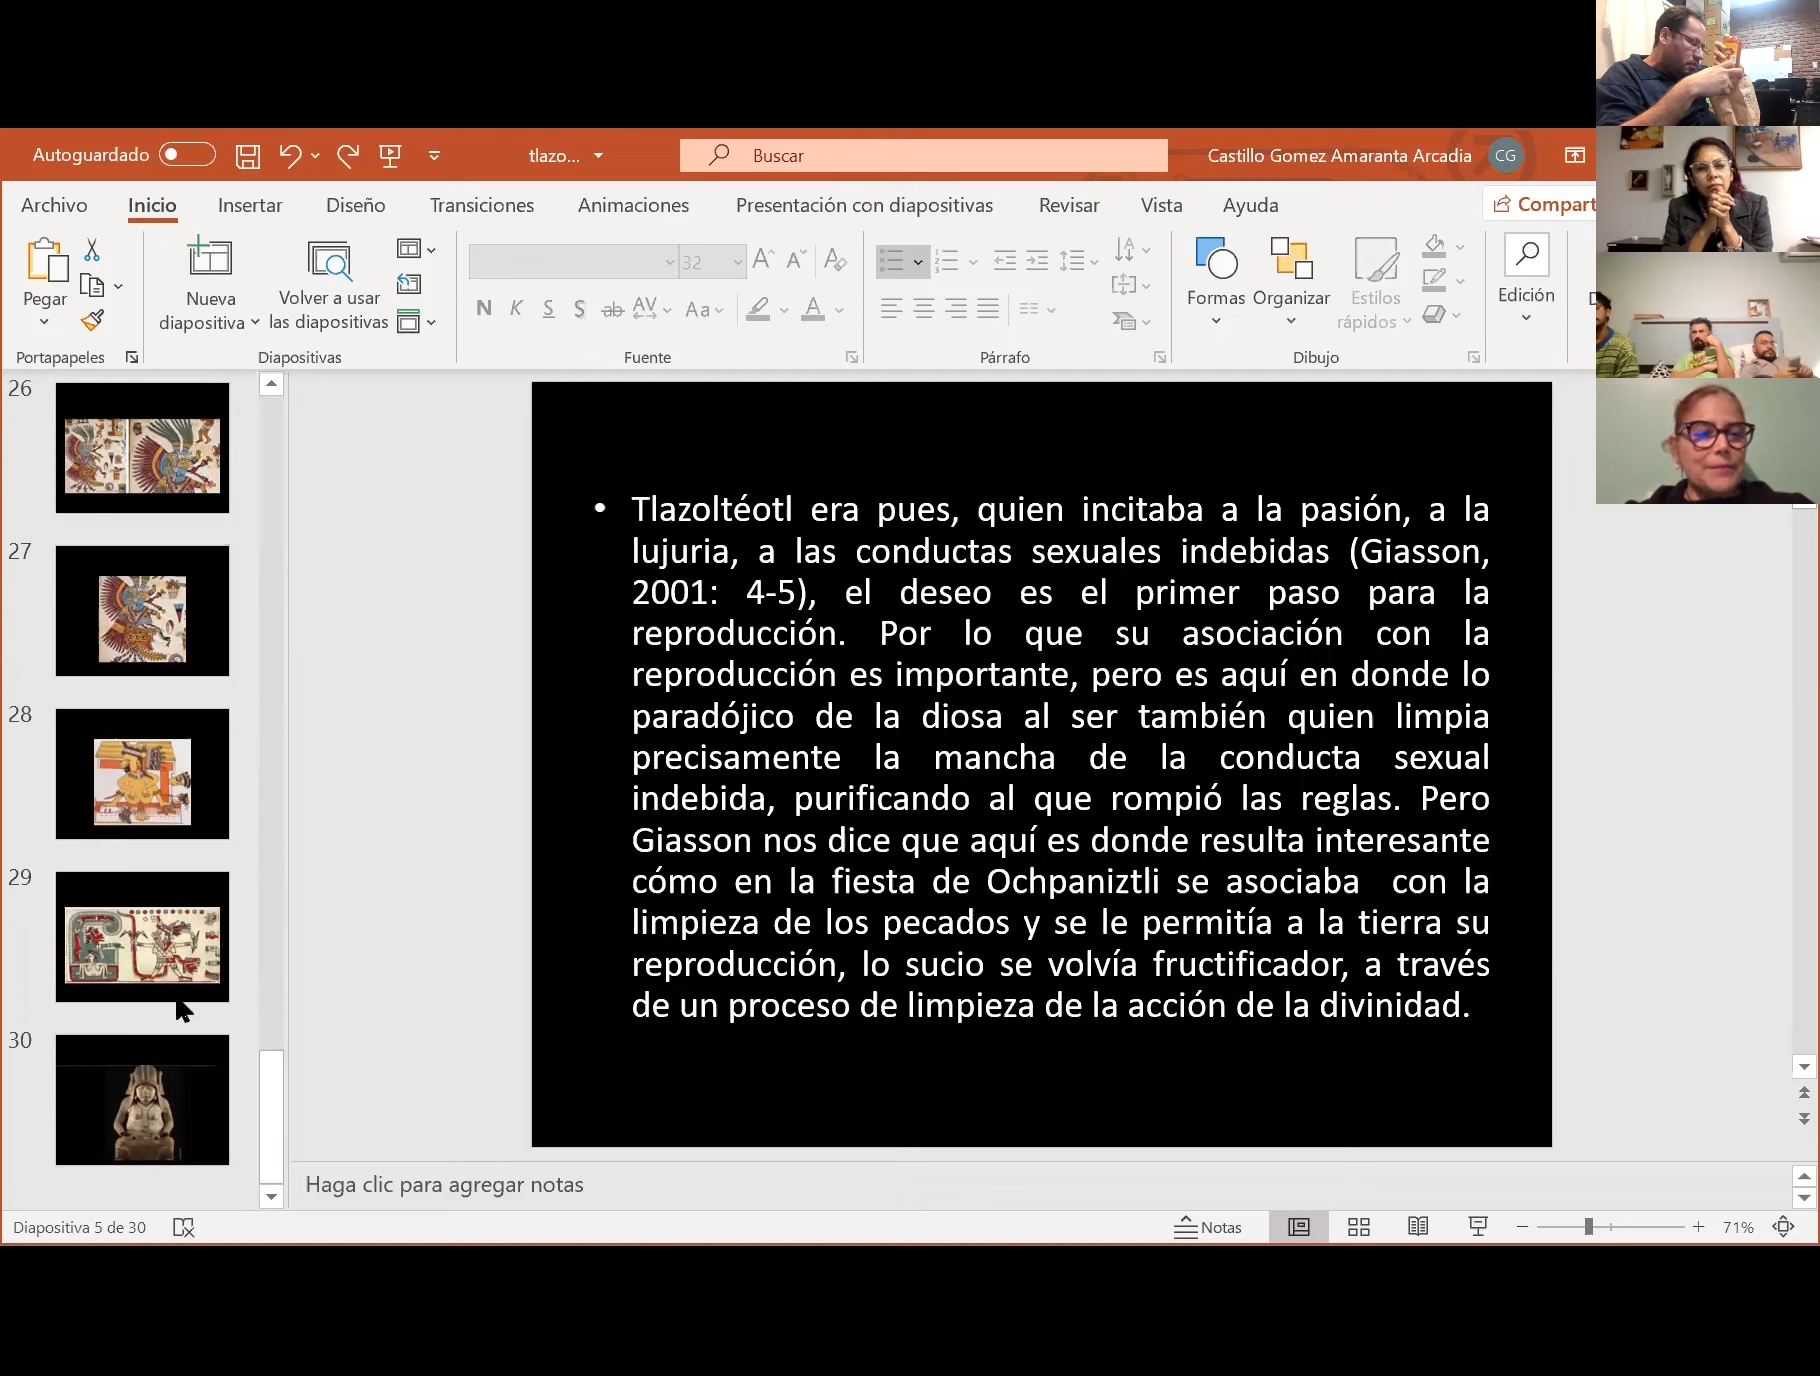 Autoguardado
tlazo...
Buscar
Castillo Gomez Amaranta Arcadia
CG
Archivo
Inicio
Insertar
Diseño
Transiciones
Animaciones
Presentación con diapositivas
Revisar
Vista
Ayuda
Compart
Pegar
Nueva
diapositiva
Volver a usar
las diapositivas
32
N K S S ab AV Aa A
Formas
Organizar
Estilos
rápidos
Edición
Portapapeles
Diapositivas
Fuente
Párrafo
Dibujo
26
27
28
29
30
• Tlazoltéotl era pues, quien incitaba a la pasión, a la
lujuria, a las conductas sexuales indebidas (Giasson,
2001: 4-5), el deseo es el primer paso para la
reproducción. Por lo que su asociación con la
reproducción es importante, pero es aquí en donde lo
paradójico de la diosa al ser también quien limpia
precisamente la mancha de la conducta sexual
indebida, purificando al que rompió las reglas. Pero
Giasson nos dice que aquí es donde resulta interesante
cómo en la fiesta de Ochpaniztli se asociaba con la
limpieza de los pecados y se le permitía a la tierra su
reproducción, lo sucio se volvía fructificador, a través
de un proceso de limpieza de la acción de la divinidad.
Haga clic para agregar notas
Diapositiva 5 de 30
Notas
71%